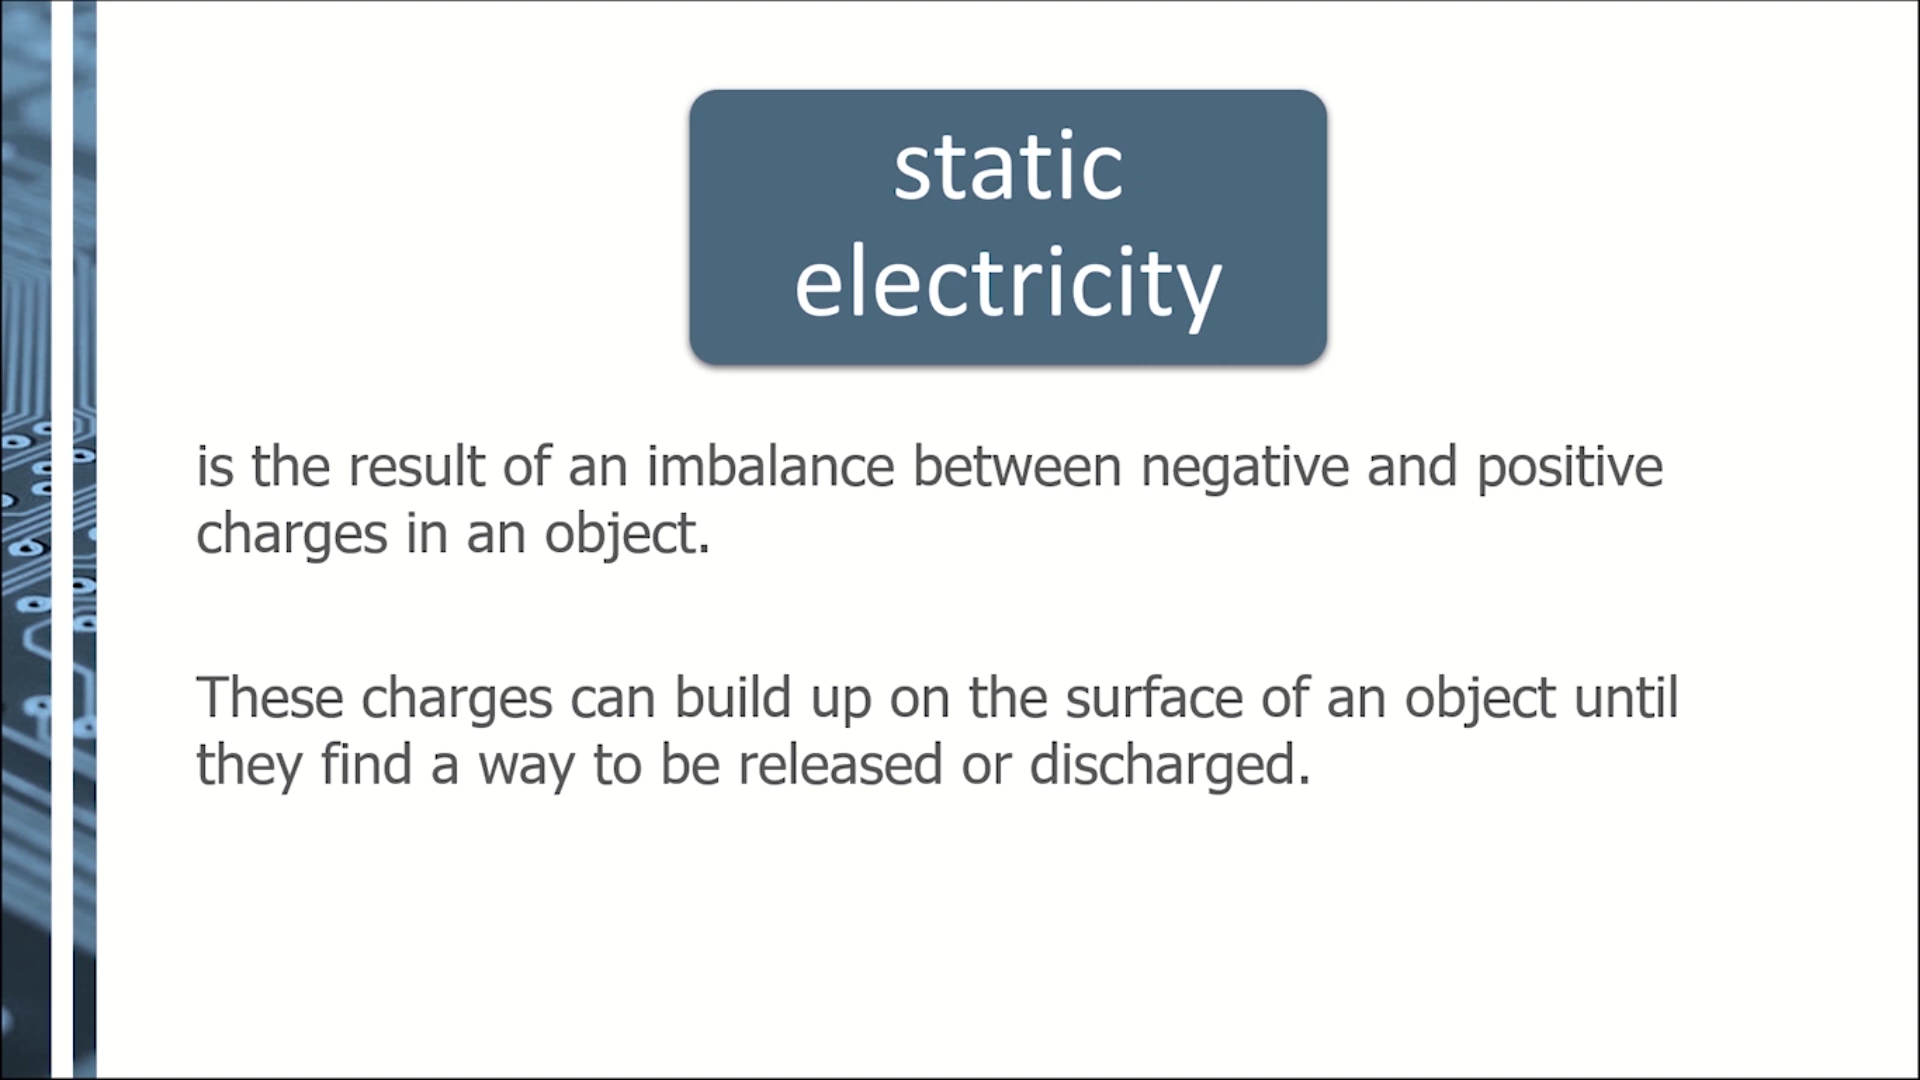 static
electricity
is the result of an imbalance between negative and positive
charges in an object.
These charges can build up on the surface of an object until
they find a way to be released or discharged.